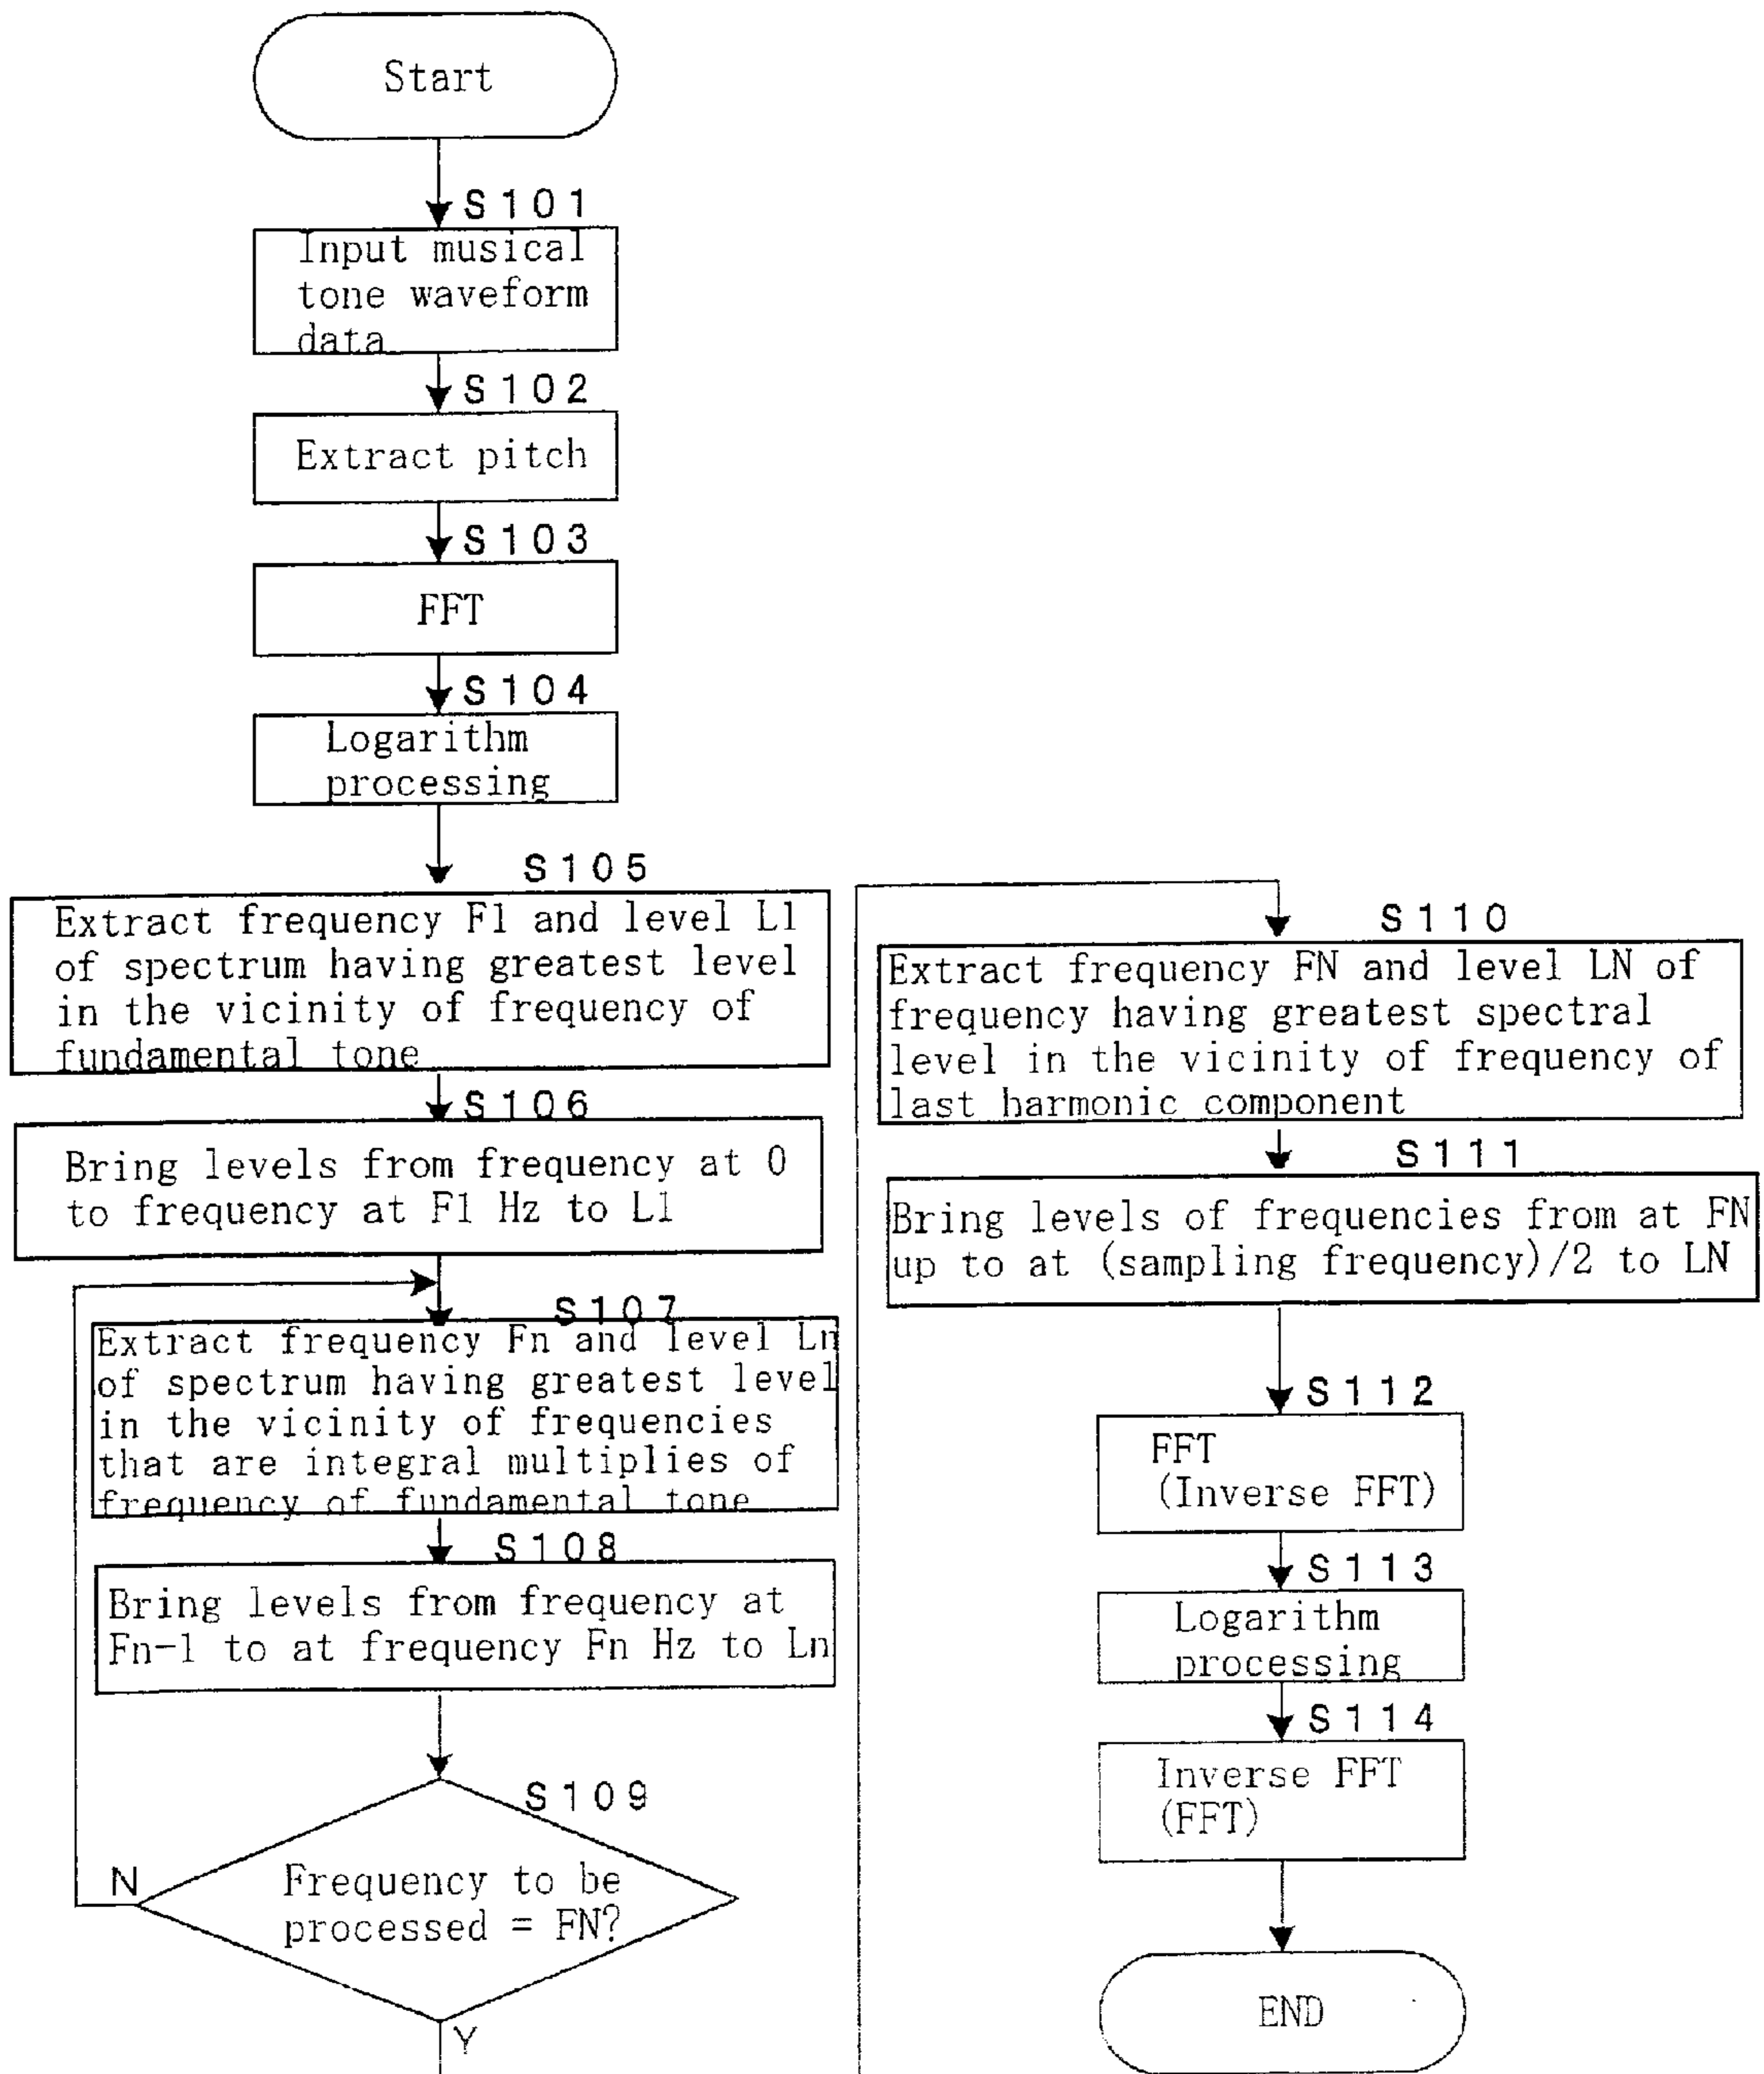 Start
S101
Input musical
tone waveform
data
S102
Extract pitch
S103
FFT
S104
Logarithm
processing
S105
Extract frequency F1 and level L1
of spectrum having greatest level
in the vicinity of frequency of
fundamental tone
S106
Bring levels from frequency at 0
to frequency at F1 Hz to L1
S107
Extract frequency Fn and level Ln
of spectrum having greatest level
in the vicinity of frequencies
that are integral multiplies of
frequency of fundamental tone
S108
Bring levels from frequency at
Fn-1 to at frequency Fn Hz to Ln
S109
Frequency to be
processed = FN?
N
Y
S110
Extract frequency FN and level LN of
frequency having greatest spectral
level in the vicinity of frequency of
last harmonic component
S111
Bring levels of frequencies from at FN
up to at (sampling frequency)/2 to LN
S112
FFT
(Inverse FFT)
S113
Logarithm
processing
S114
Inverse FFT
(FFT)
END